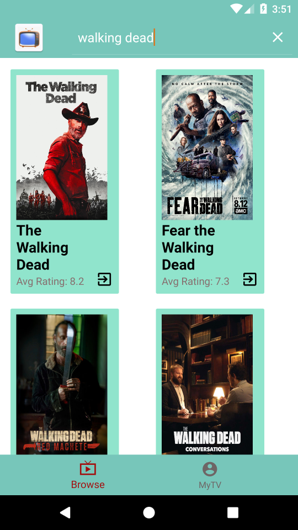 3:51
walking dead
The Walking
Dead
FEAR THE WALKING
DEAD
8.12
AMC
The
Walking
Dead
Avg Rating: 8.2
Fear the
Walking
Dead
Avg Rating: 7.3
THE
WALKING DEAD
RED MACHETE
THE
WALKING DEAD
CONVERSATIONS
Browse
MyTV